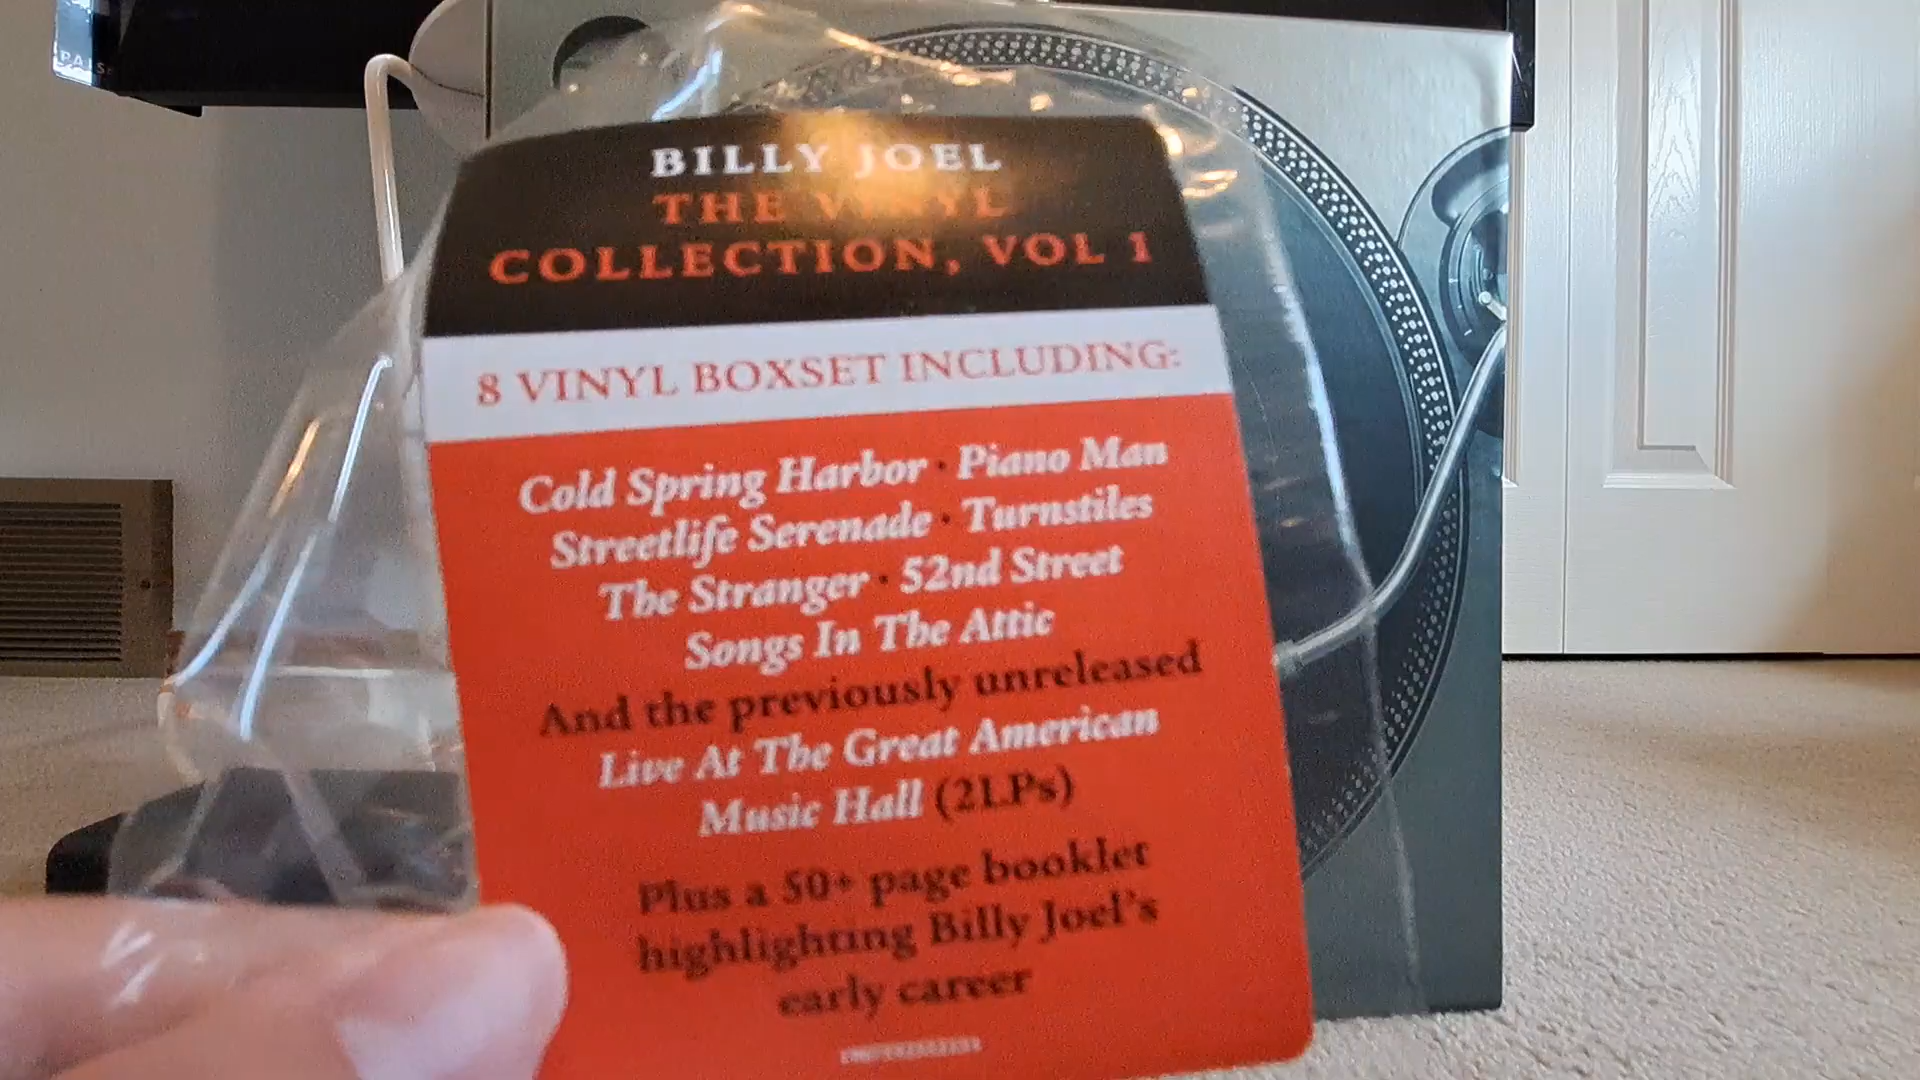 BILLY JOEL
THE VINYL
COLLECTION, VOL 1
8 VINYL BOXSET INCLUDING:
Cold Spring Harbor · Piano Man
Streetlife Serenade · Turnstiles
The Stranger · 52nd Street
Songs In The Attic
And the previously unreleased
Live At The Great American
Music Hall (2LPs)
Plus a 50+ page booklet
highlighting Billy Joel's
early career